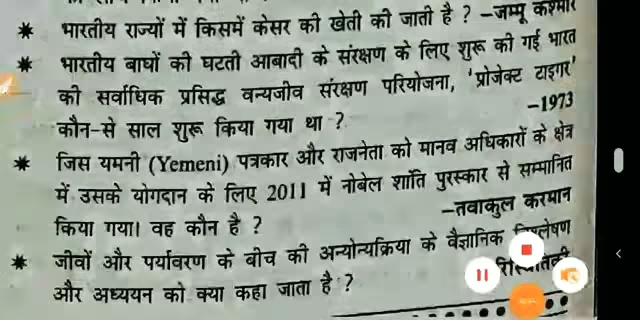 * भारतीय राज्यों में किसमें केसर की खेती की जाती है ? –जम्मू कश्मीर
* भारतीय बाघों की घटती आबादी के संरक्षण के लिए शुरू की गई भारत
की सर्वाधिक प्रसिद्ध वन्यजीव संरक्षण परियोजना, 'प्रोजेक्ट टाइगर'
कौन-से साल शुरू किया गया था ? –1973
* जिस यमनी (Yemeni) पत्रकार और राजनेता को मानव अधिकारों के क्षेत्र
में उसके योगदान के लिए 2011 में नोबेल शांति पुरस्कार से सम्मानित
किया गया। वह कौन है ? –तवाकुल करमान
* जीवों और पर्यावरण के बीच की अन्योन्यक्रिया के वैज्ञानिक
और अध्ययन को क्या कहा जाता है ?